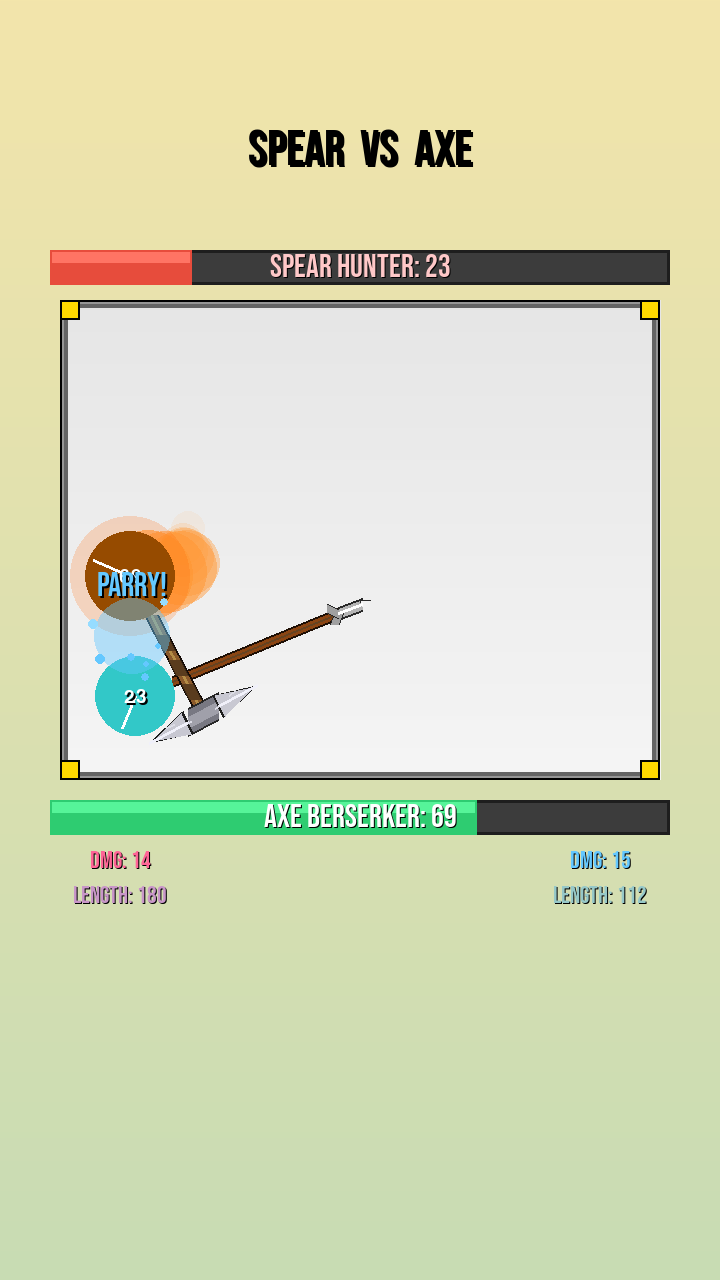 SPEAR VS AXE
SPEAR HUNTER: 23
PARRY!
23
AXE BERSERKER: 69
DMG: 14
DMG: 15
LENGTH: 180
LENGTH: 112